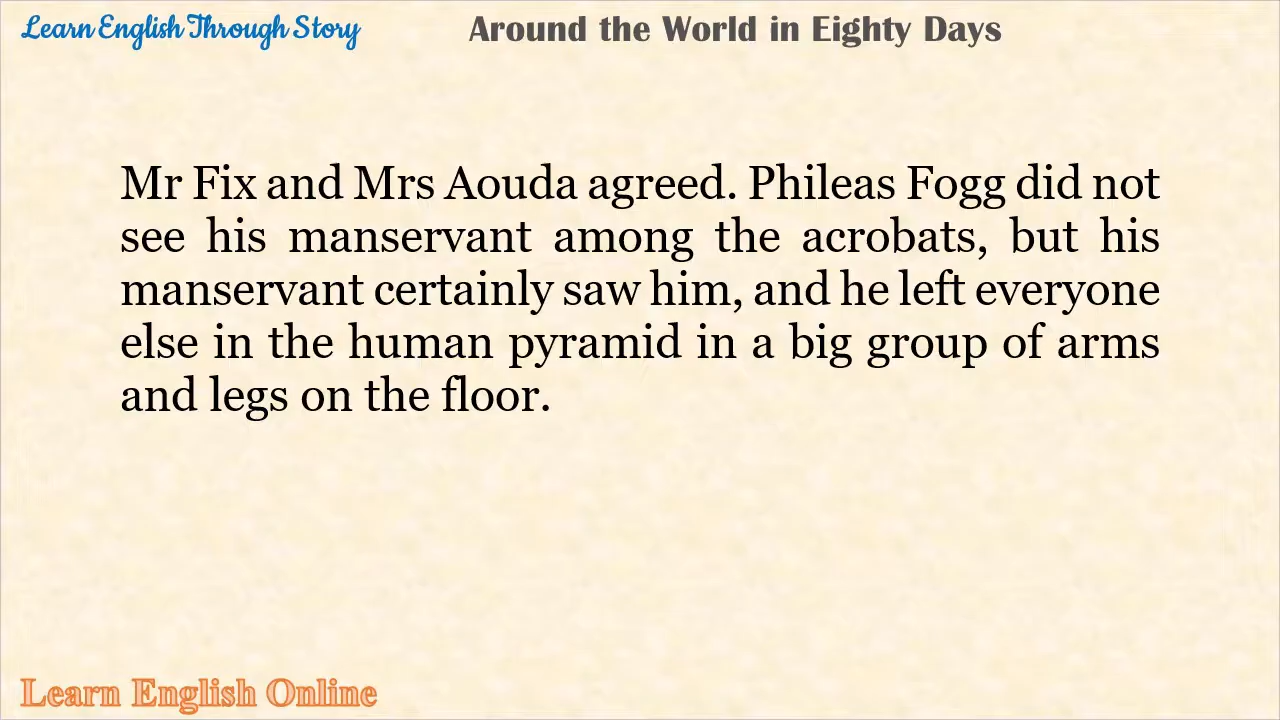 Learn English Through Story
Around the World in Eighty Days
Mr Fix and Mrs Aouda agreed. Phileas Fogg did not
see his manservant among the acrobats, but his
manservant certainly saw him, and he left everyone
else in the human pyramid in a big group of arms
and legs on the floor.
Learn English Online